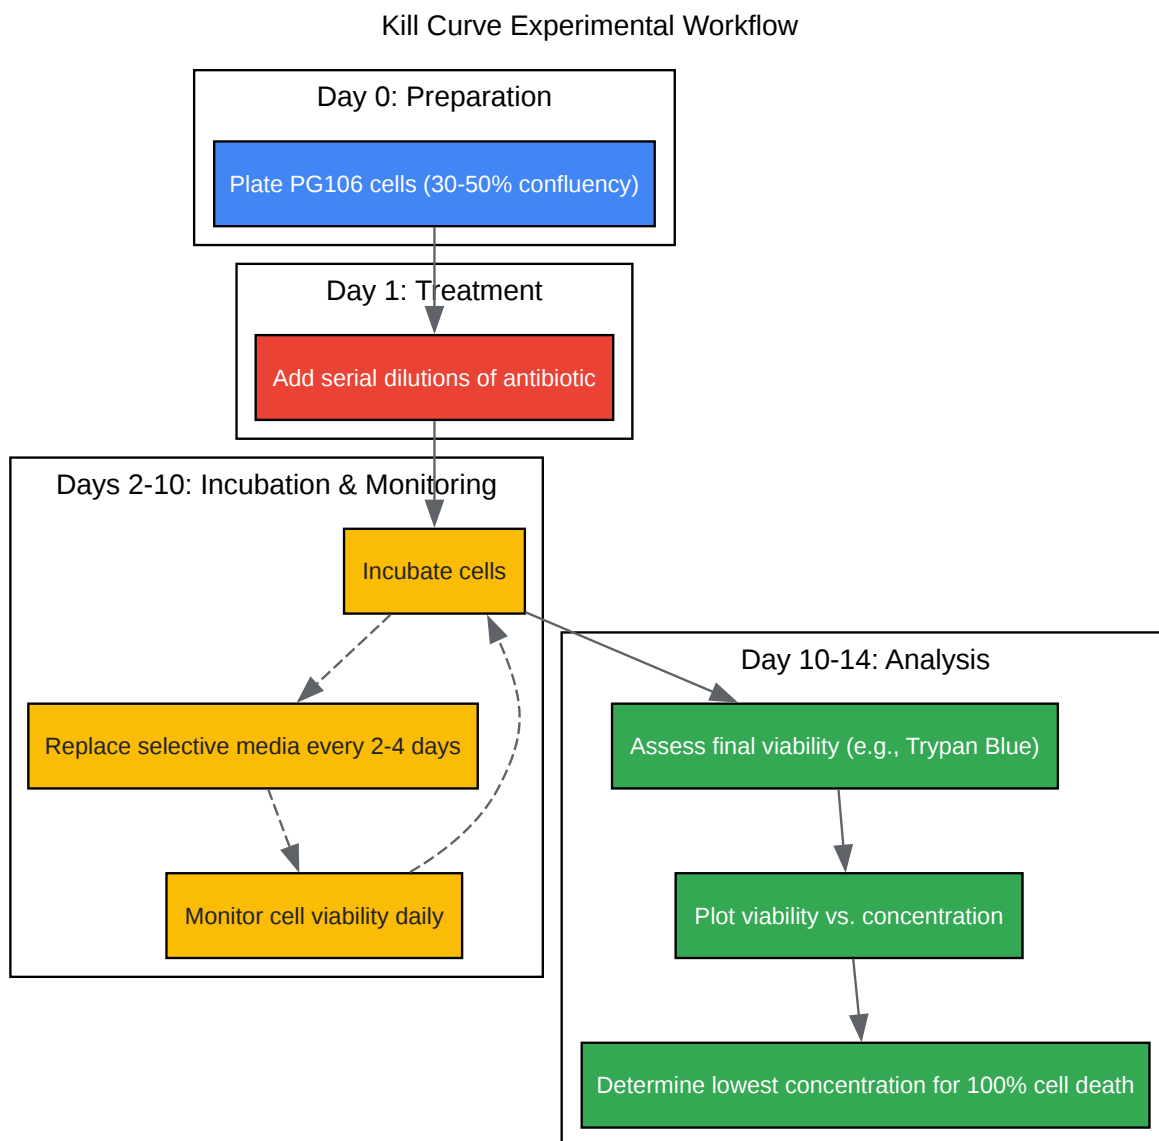 Kill Curve Experimental Workflow
Day 0: Preparation
Plate PG106 cells (30-50% confluency)
Day 1: Treatment
Add serial dilutions of antibiotic
Days 2-10: Incubation & Monitoring
Incubate cells
Replace selective media every 2-4 days
Monitor cell viability daily
Day 10-14: Analysis
Assess final viability (e.g., Trypan Blue)
Plot viability vs. concentration
Determine lowest concentration for 100% cell death